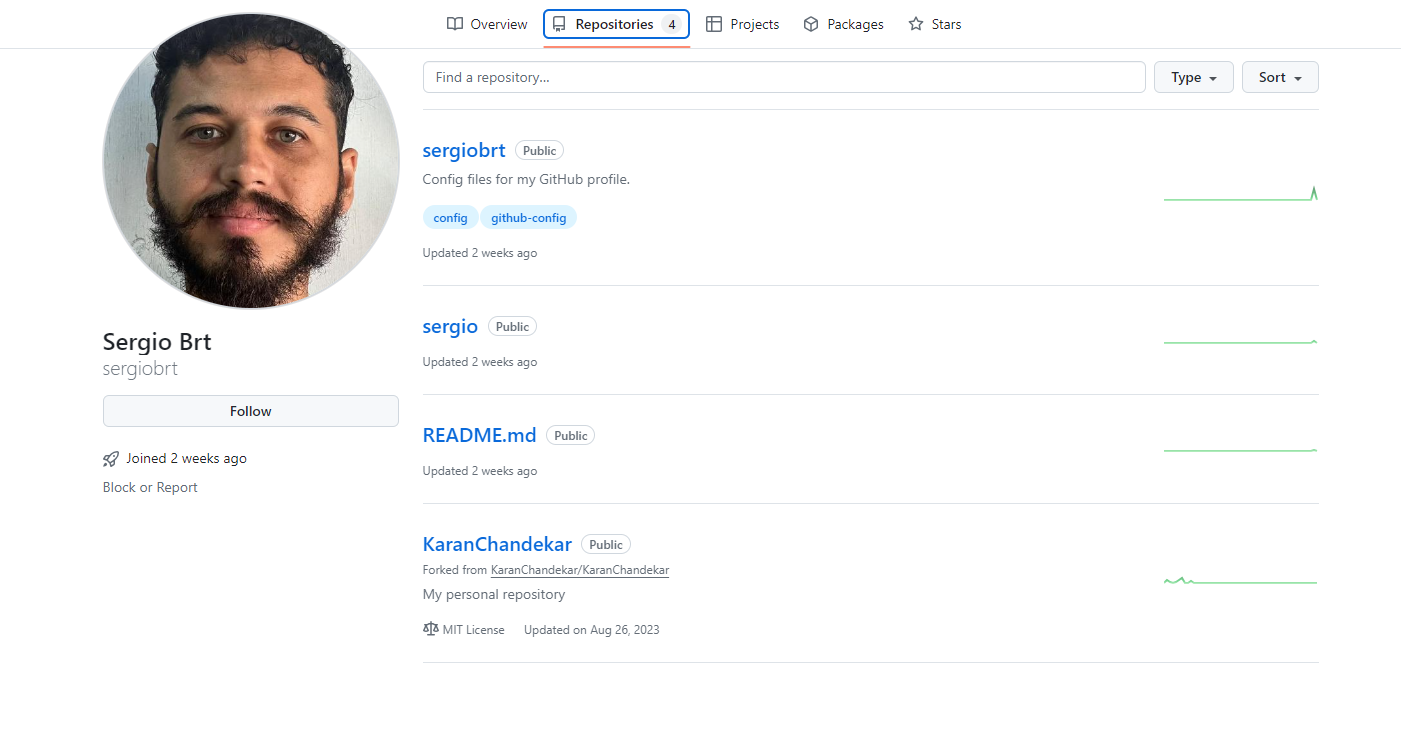 Overview Repositories 4 Projects Packages Stars
Find a repository...
Type Sort
Sergio Brt
sergiobrt
Follow
Joined 2 weeks ago
Block or Report
sergiobrt Public
Config files for my GitHub profile.
config github-config
Updated 2 weeks ago
sergio Public
Updated 2 weeks ago
README.md Public
Updated 2 weeks ago
KaranChandekar Public
Forked from KaranChandekar/KaranChandekar
My personal repository
MIT License Updated on Aug 26, 2023